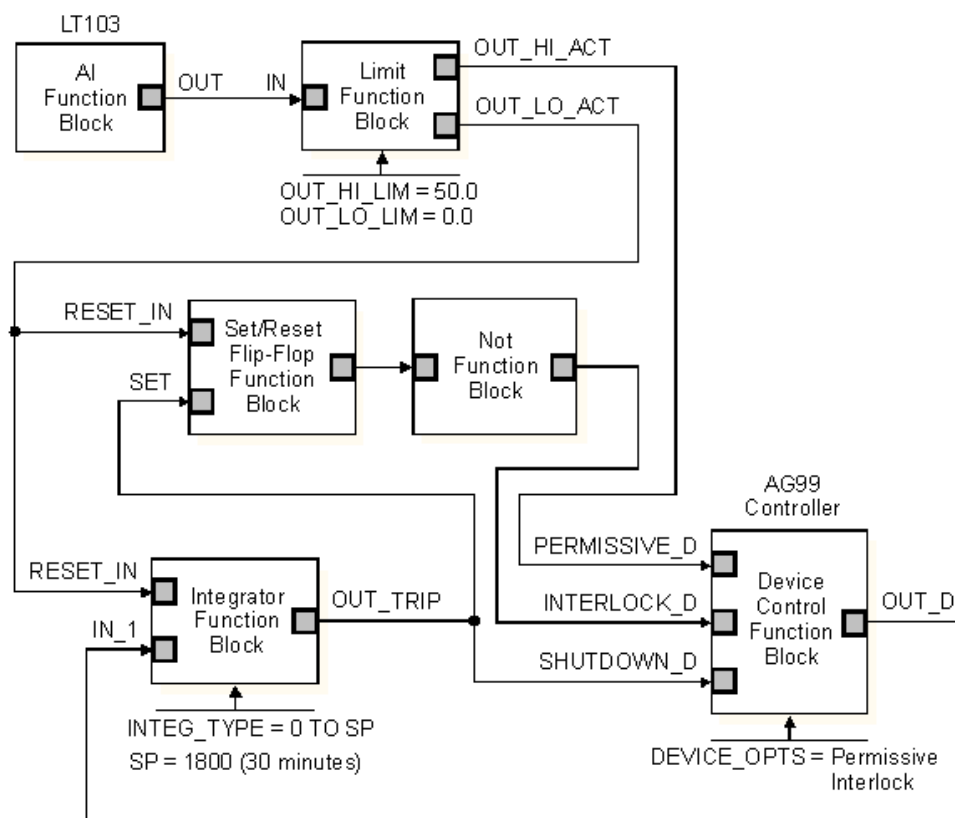 LT103
AI
Function
Block
OUT
IN
Limit
Function
Block
OUT_HI_ACT
OUT_LO_ACT
OUT_HI_LIM = 50.0
OUT_LO_LIM = 0.0
RESET_IN
SET
Set/Reset
Flip-Flop
Function
Block
Not
Function
Block
AG99
Controller
PERMISSIVE_D
INTERLOCK_D
SHUTDOWN_D
Device
Control
Function
Block
OUT_D
RESET_IN
IN_1
Integrator
Function
Block
OUT_TRIP
INTEG_TYPE = 0 TO SP
SP = 1800 (30 minutes)
DEVICE_OPTS = Permissive
Interlock